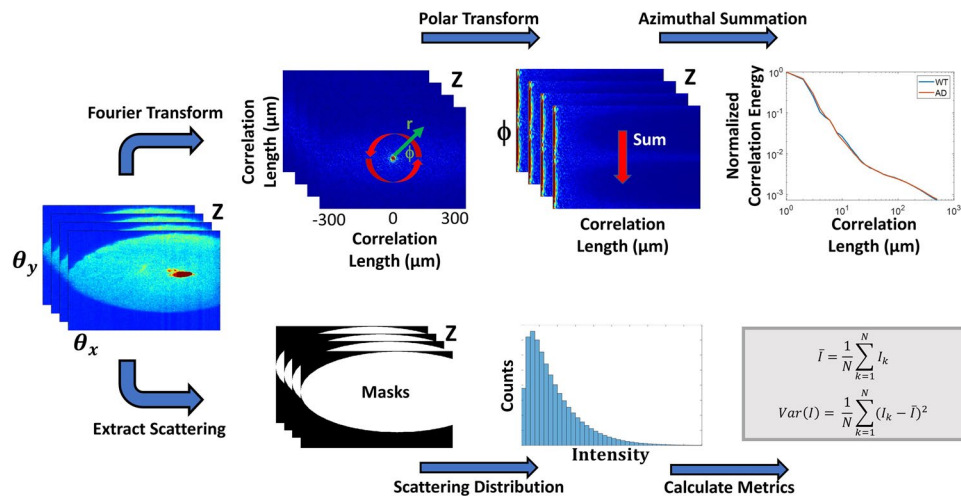 Polar Transform
Azimuthal Summation
Fourier Transform
Correlation
Length (μm)
Z
r
ϕ
-300
0
300
Correlation
Length (μm)
Z
ϕ
Sum
Correlation
Length (μm)
Normalized
Correlation Energy
10⁰
10⁻¹
10⁻²
10⁻³
WT
AD
10⁰
10¹
10²
10³
Correlation
Length (μm)
Z
θy
θx
Extract Scattering
Z
Masks
Counts
Intensity
Ī = 1/N ∑_{k=1}^{N} I_k
Var(I) = 1/N ∑_{k=1}^{N} (I_k − Ī)²
Scattering Distribution
Calculate Metrics